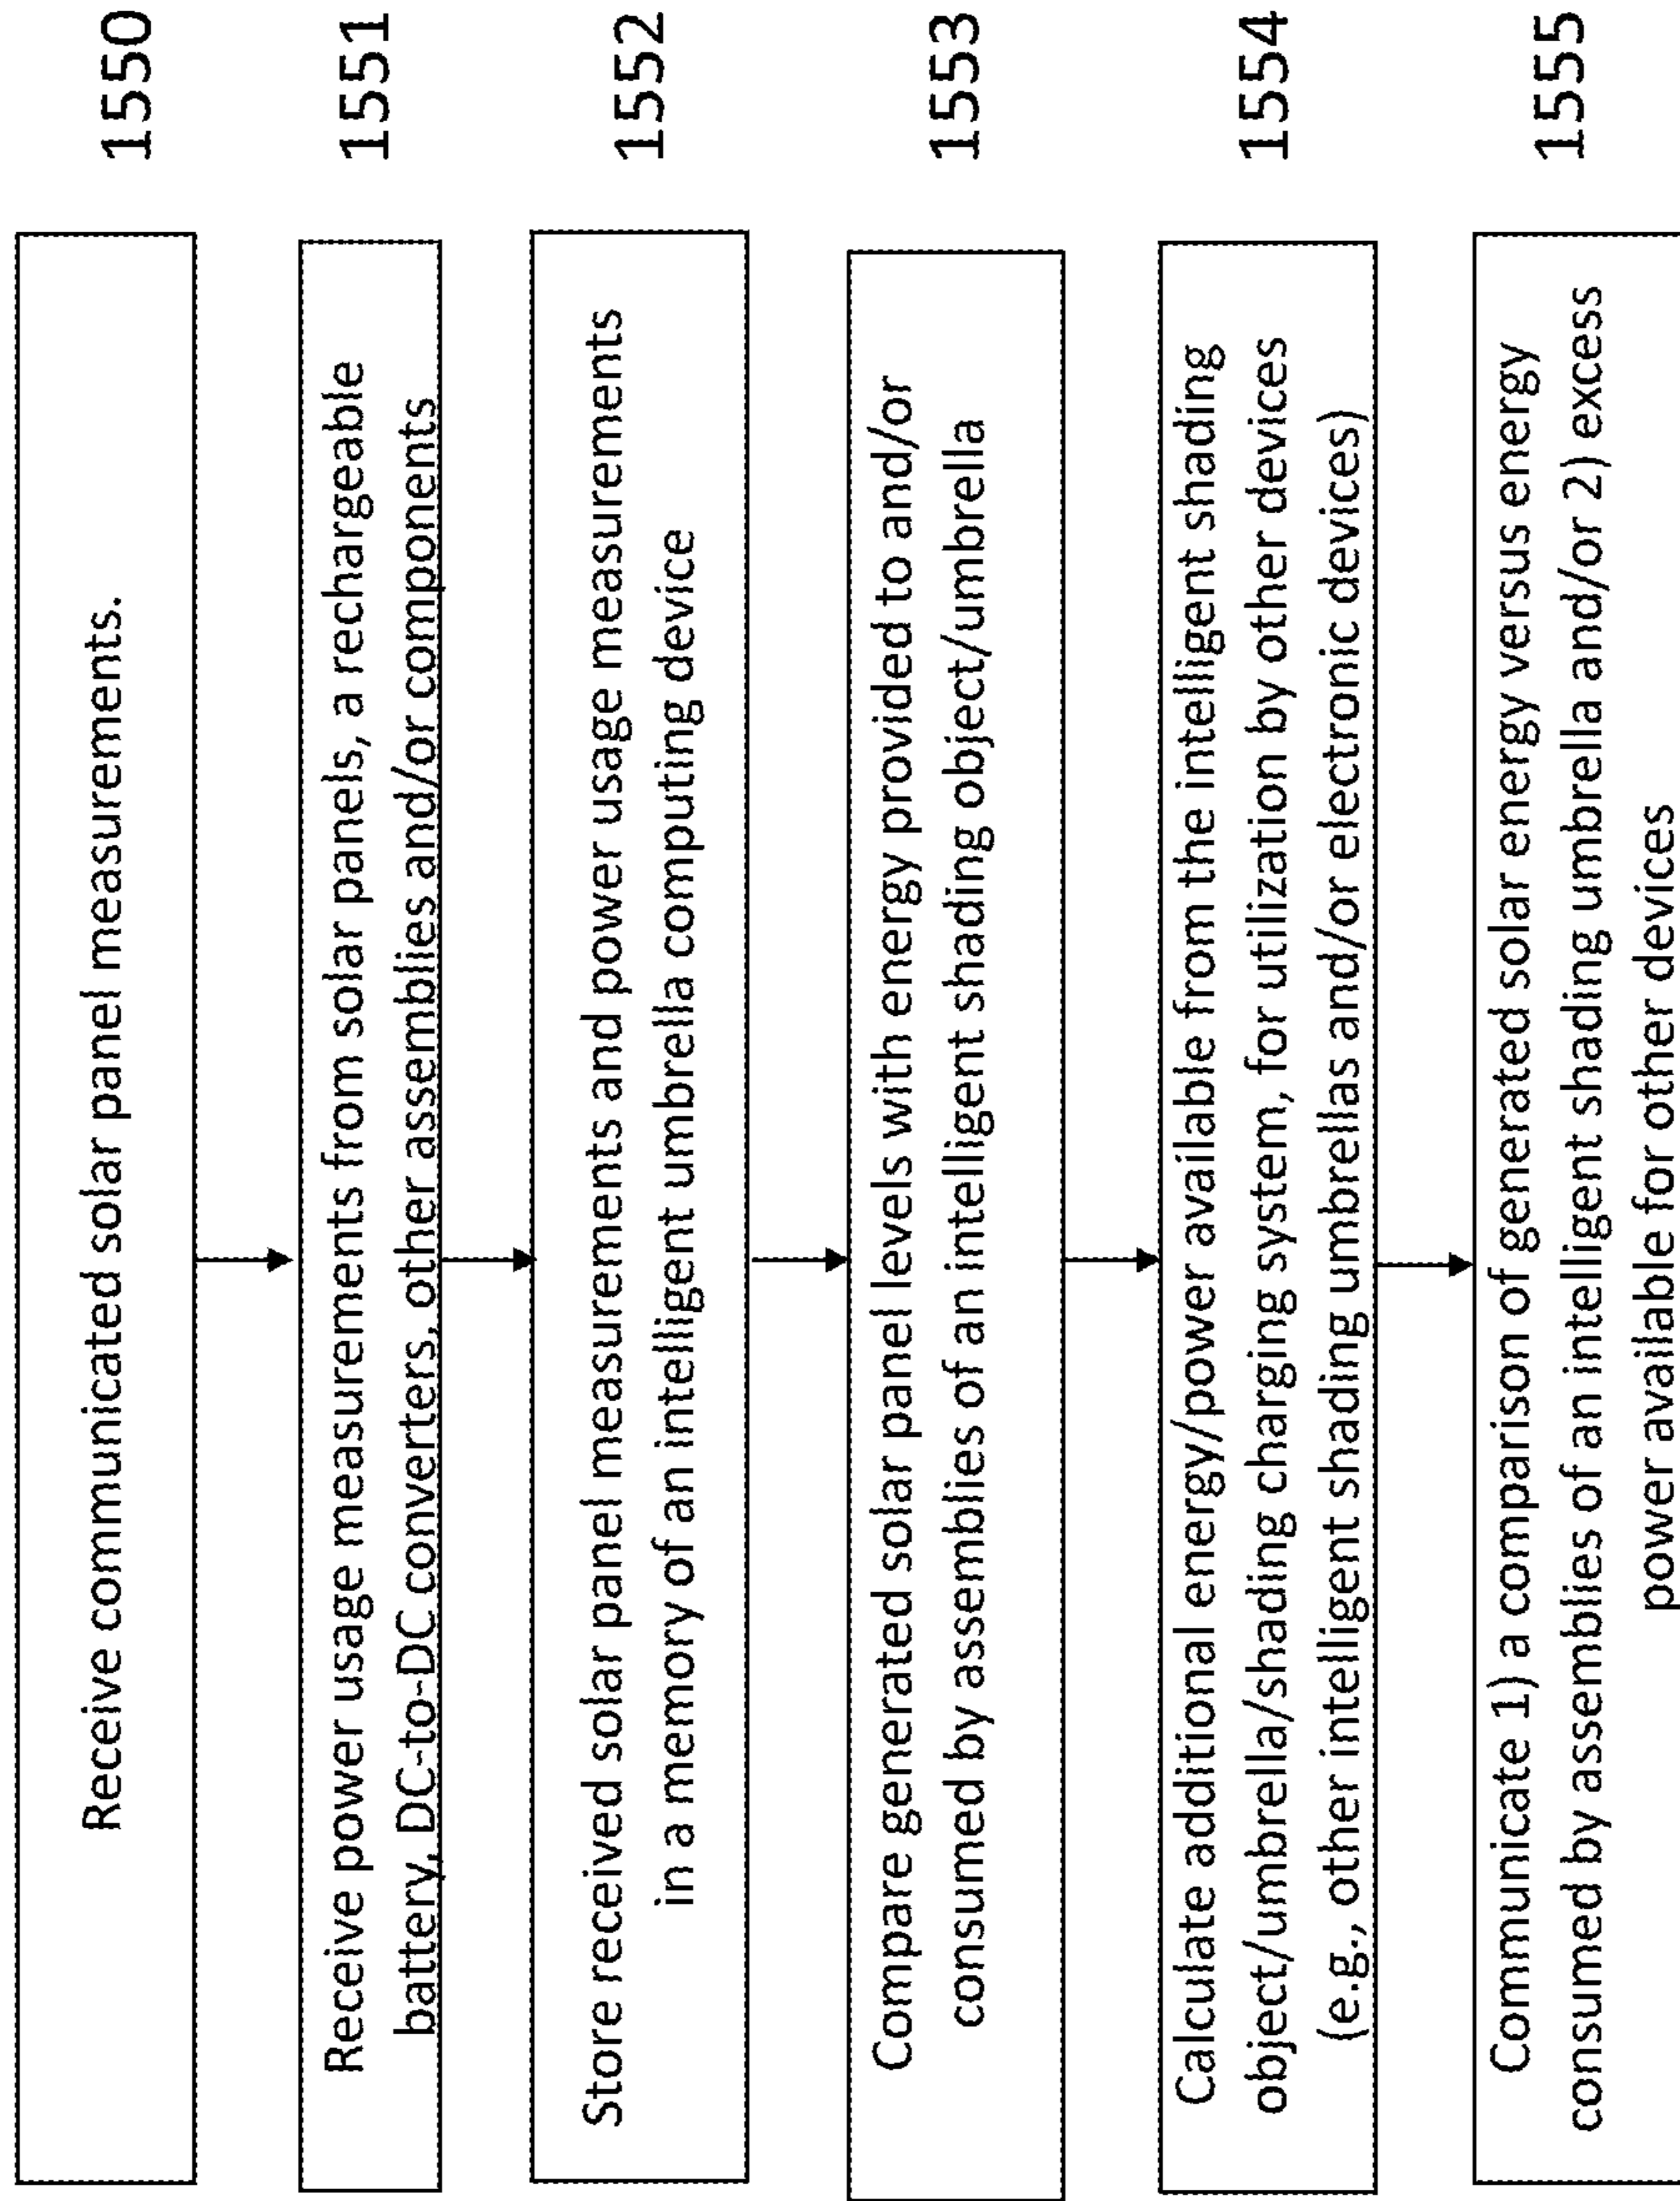 Receive communicated solar panel measurements.
1550
Receive power usage measurements from solar panels, a rechargeable
battery, DC-to-DC converters, other assemblies and/or components
1551
Store received solar panel measurements and power usage measurements
in a memory of an intelligent umbrella computing device
1552
Compare generated solar panel levels with energy provided to and/or
consumed by assemblies of an intelligent shading object/umbrella
1553
Calculate additional energy/power available from the intelligent shading
object/umbrella/shading charging system, for utilization by other devices
(e.g., other intelligent shading umbrellas and/or electronic devices)
1554
Communicate 1) a comparison of generated solar energy versus energy
consumed by assemblies of an intelligent shading umbrella and/or 2) excess
power available for other devices
1555